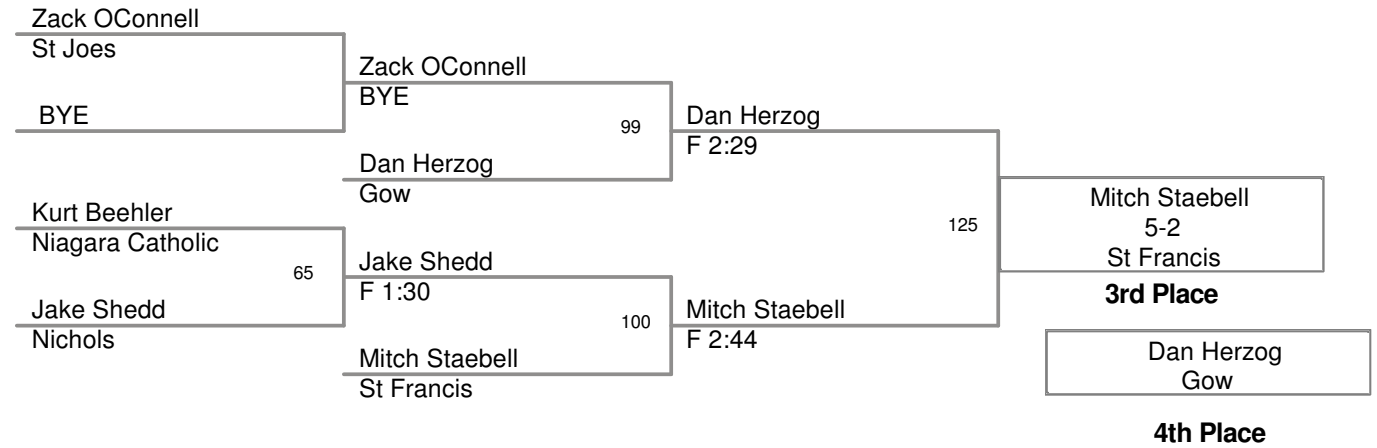 Zack OConnell
St Joes
BYE
Zack OConnell
BYE
99
Dan Herzog
Gow
Dan Herzog
F 2:29
Kurt Beehler
Niagara Catholic
65
Jake Shedd
Nichols
Jake Shedd
F 1:30
100
Mitch Staebell
St Francis
Mitch Staebell
F 2:44
125
Mitch Staebell
5-2
St Francis
3rd Place
Dan Herzog
Gow
4th Place